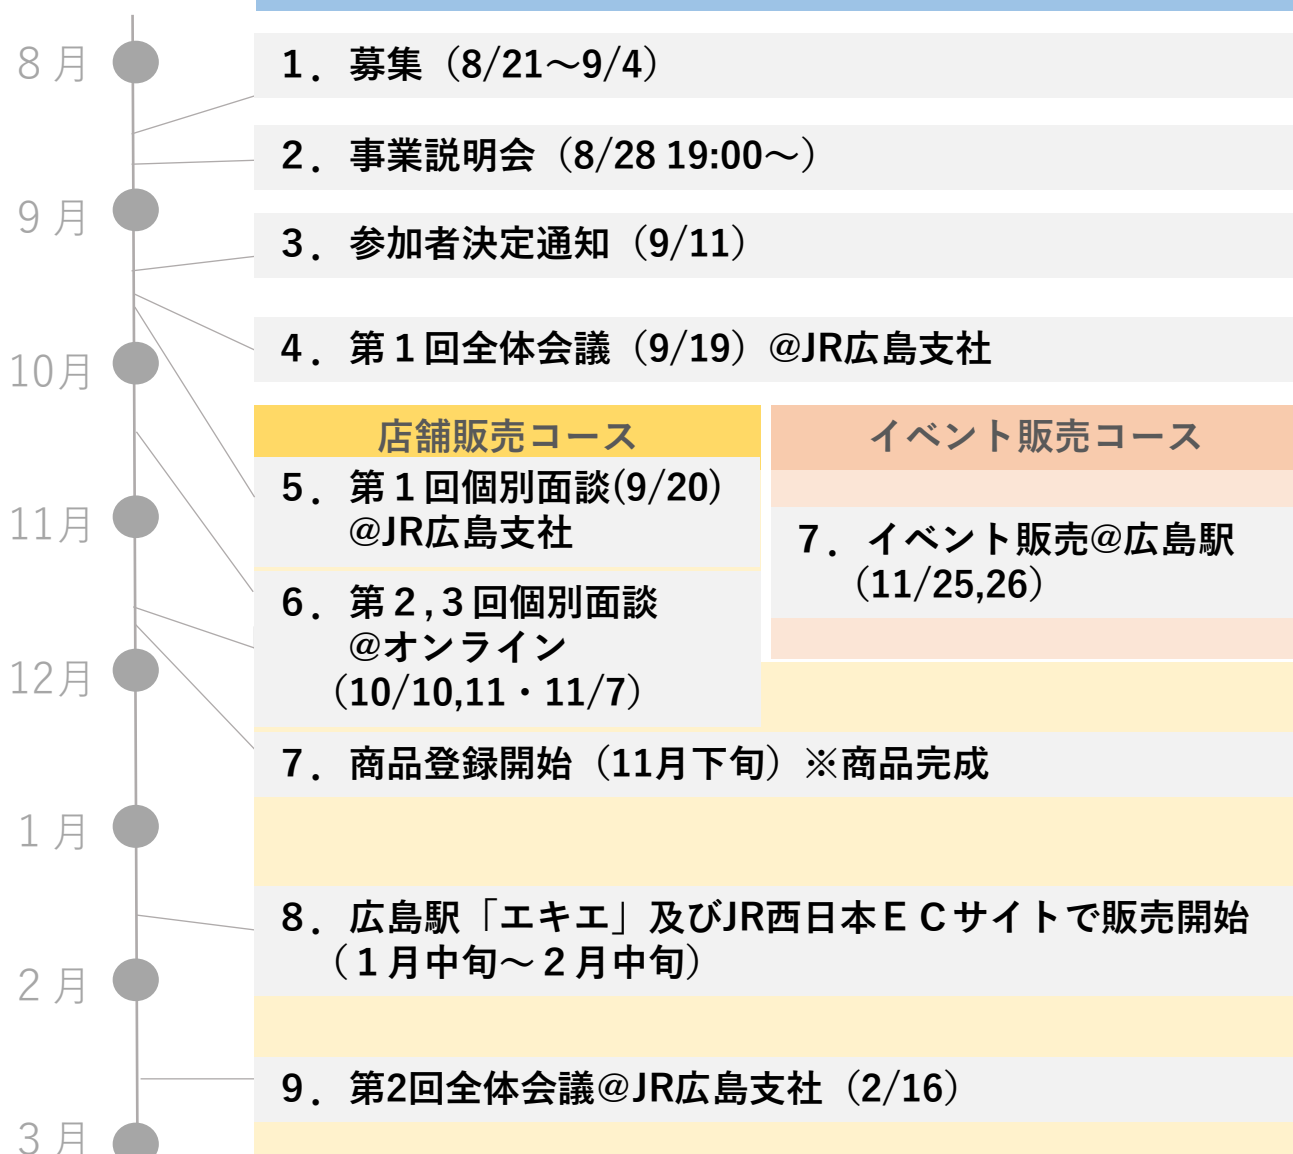 8月
1．募集（8/21～9/4）
2．事業説明会（8/28 19:00～）
9月
3．参加者決定通知（9/11）
4．第１回全体会議（9/19）@JR広島支社
10月
店舗販売コース
5．第１回個別面談(9/20)
@JR広島支社
6．第２,３回個別面談
@オンライン
（10/10,11・11/7）
イベント販売コース
7．イベント販売@広島駅
（11/25,26）
11月
12月
7．商品登録開始（11月下旬）※商品完成
1月
8．広島駅「エキエ」及びJR西日本ＥＣサイトで販売開始
（１月中旬～２月中旬）
2月
9．第2回全体会議@JR広島支社（2/16）
3月